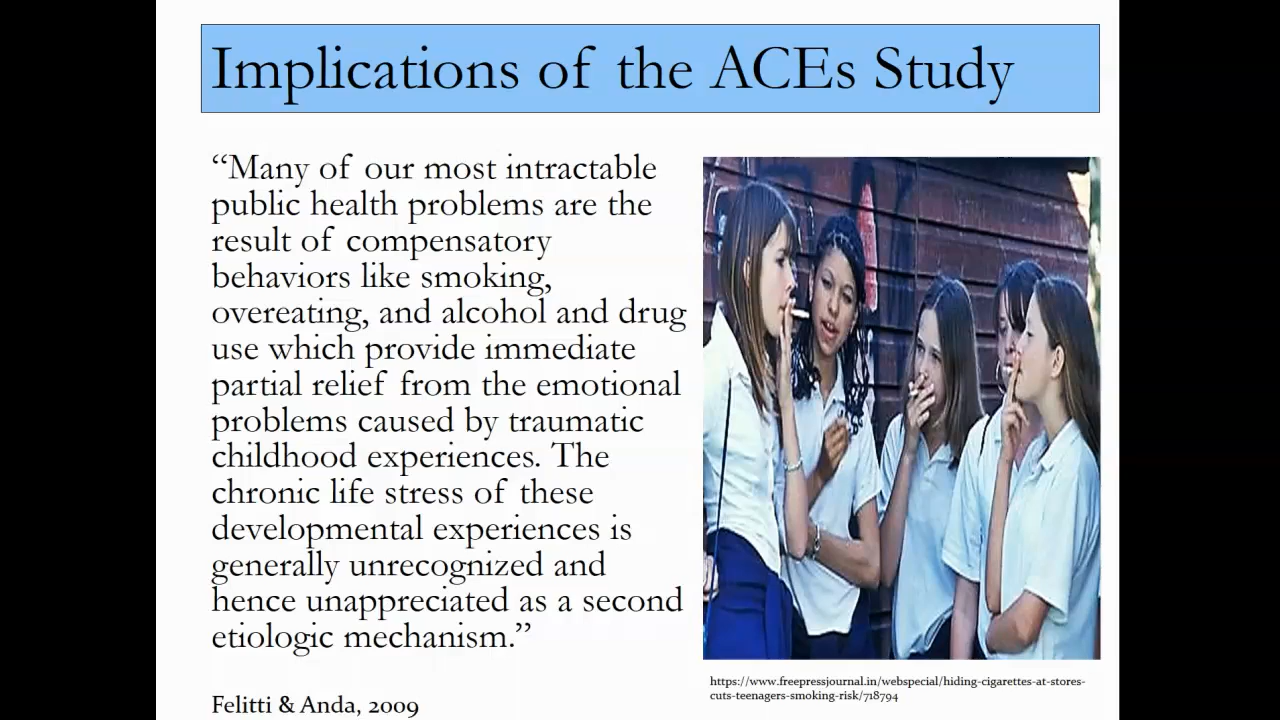 Implications of the ACEs Study
“Many of our most intractable
public health problems are the
result of compensatory
behaviors like smoking,
overeating, and alcohol and drug
use which provide immediate
partial relief from the emotional
problems caused by traumatic
childhood experiences. The
chronic life stress of these
developmental experiences is
generally unrecognized and
hence unappreciated as a second
etiologic mechanism.”
Felitti & Anda, 2009
https://www.freepressjournal.in/webspecial/hiding-cigarettes-at-stores-
cuts-teenagers-smoking-risk/718794